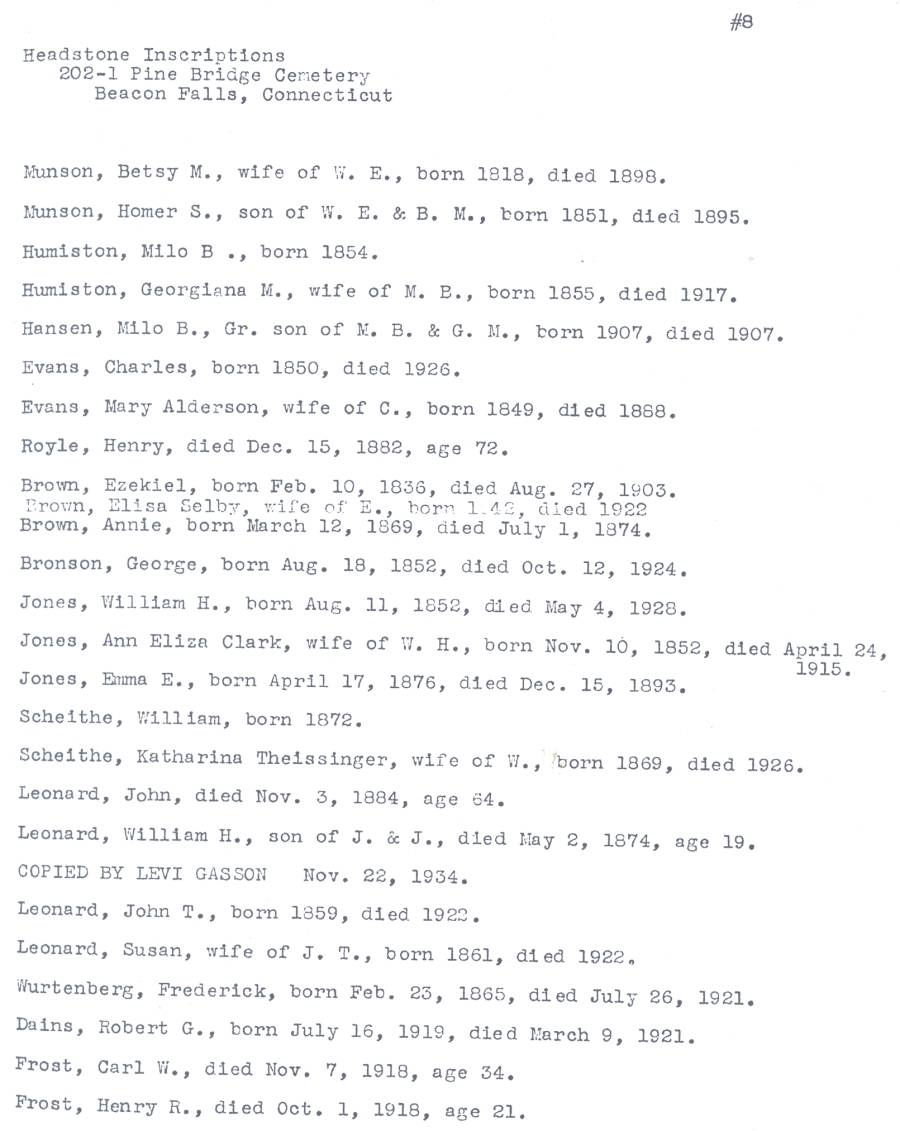 #8
Headstone Inscriptions
202-1 Pine Bridge Cemetery
Beacon Falls, Connecticut
Munson, Betsy M., wife of W. E., born 1818, died 1898.
Munson, Homer S., son of W. E. & B. M., born 1851, died 1895.
Humiston, Milo B ., born 1854.
Humiston, Georgiana M., wife of M. B., born 1855, died 1917.
Hansen, Milo B., Gr. son of M. B. & G. M., born 1907, died 1907.
Evans, Charles, born 1850, died 1926.
Evans, Mary Alderson, wife of C., born 1849, died 1888.
Royle, Henry, died Dec. 15, 1882, age 72.
Brown, Ezekiel, born Feb. 10, 1836, died Aug. 27, 1903.
Brown, Elisa Selby, wife of E., born died 1922
Brown, Annie, born March 12, 1869, died July 1, 1874.
Bronson, George, born Aug. 18, 1852, died Oct. 12, 1924.
Jones, William H., born Aug. 11, 1852, died May 4, 1928.
Jones, Ann Eliza Clark, wife of W. H., born Nov. 10, 1852, died April 24,
1915.
Jones, Emma E., born April 17, 1876, died Dec. 15, 1893.
Scheithe, William, born 1872.
Scheithe, Katharina Theissinger, wife of W., born 1869, died 1926.
Leonard, John, died Nov. 3, 1884, age 64.
Leonard, William H., son of J. & J., died May 2, 1874, age 19.
COPIED BY LEVI GASSON Nov. 22, 1934.
Leonard, John T., born 1859, died 1922.
Leonard, Susan, wife of J. T., born 1861, died 1922.
Wurtenberg, Frederick, born Feb. 23, 1865, died July 26, 1921.
Dains, Robert G., born July 16, 1919, died March 9, 1921.
Frost, Carl W., died Nov. 7, 1918, age 34.
Frost, Henry R., died Oct. 1, 1918, age 21.